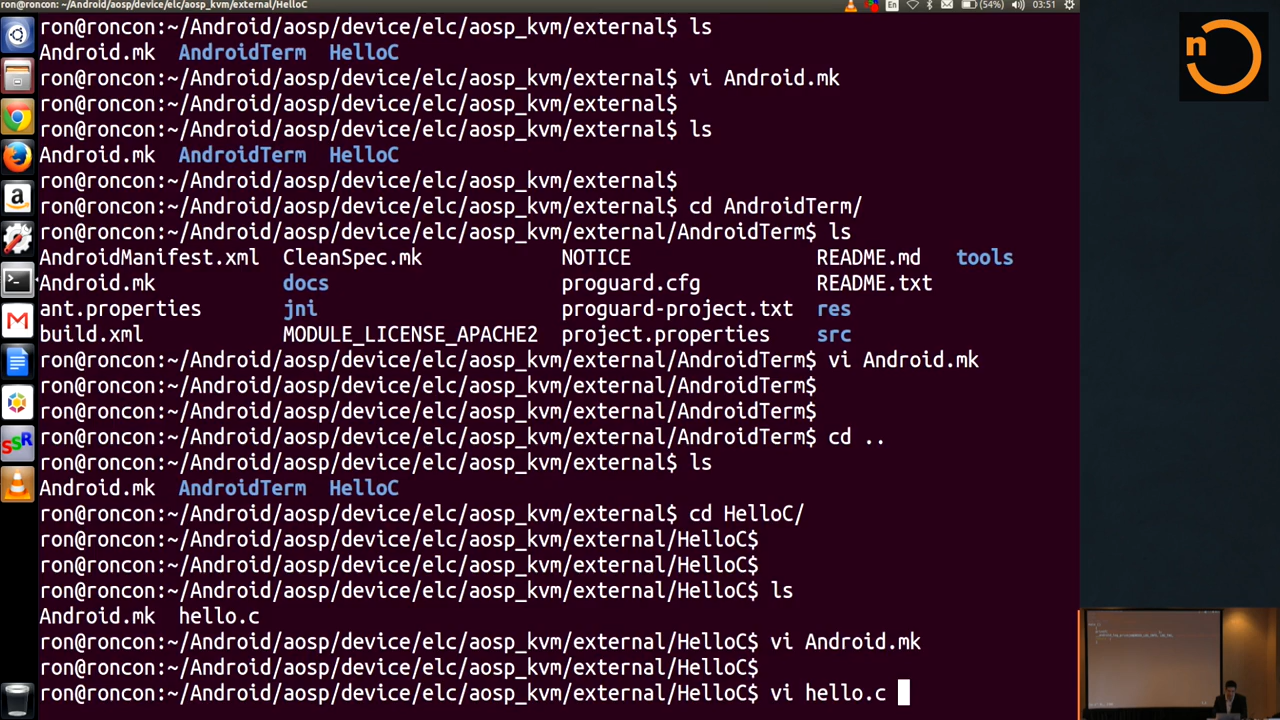 ron@roncon: ~/Android/aosp/device/elc/aosp_kvm/external/HelloC
En
(54%)
03:51
ron@roncon:~/Android/aosp/device/elc/aosp_kvm/external$ ls
Android.mk  AndroidTerm  HelloC
ron@roncon:~/Android/aosp/device/elc/aosp_kvm/external$ vi Android.mk
ron@roncon:~/Android/aosp/device/elc/aosp_kvm/external$
ron@roncon:~/Android/aosp/device/elc/aosp_kvm/external$ ls
Android.mk  AndroidTerm  HelloC
ron@roncon:~/Android/aosp/device/elc/aosp_kvm/external$
ron@roncon:~/Android/aosp/device/elc/aosp_kvm/external$ cd AndroidTerm/
ron@roncon:~/Android/aosp/device/elc/aosp_kvm/external/AndroidTerm$ ls
AndroidManifest.xml  CleanSpec.mk  NOTICE  README.md  tools
Android.mk  docs  proguard.cfg  README.txt
ant.properties  jni  proguard-project.txt  res
build.xml  MODULE_LICENSE_APACHE2  project.properties  src
ron@roncon:~/Android/aosp/device/elc/aosp_kvm/external/AndroidTerm$ vi Android.mk
ron@roncon:~/Android/aosp/device/elc/aosp_kvm/external/AndroidTerm$
ron@roncon:~/Android/aosp/device/elc/aosp_kvm/external/AndroidTerm$
ron@roncon:~/Android/aosp/device/elc/aosp_kvm/external/AndroidTerm$ cd ..
ron@roncon:~/Android/aosp/device/elc/aosp_kvm/external$ ls
Android.mk  AndroidTerm  HelloC
ron@roncon:~/Android/aosp/device/elc/aosp_kvm/external$ cd HelloC/
ron@roncon:~/Android/aosp/device/elc/aosp_kvm/external/HelloC$
ron@roncon:~/Android/aosp/device/elc/aosp_kvm/external/HelloC$
ron@roncon:~/Android/aosp/device/elc/aosp_kvm/external/HelloC$ ls
Android.mk  hello.c
ron@roncon:~/Android/aosp/device/elc/aosp_kvm/external/HelloC$ vi Android.mk
ron@roncon:~/Android/aosp/device/elc/aosp_kvm/external/HelloC$
ron@roncon:~/Android/aosp/device/elc/aosp_kvm/external/HelloC$ vi hello.c
n
a
M
SSR